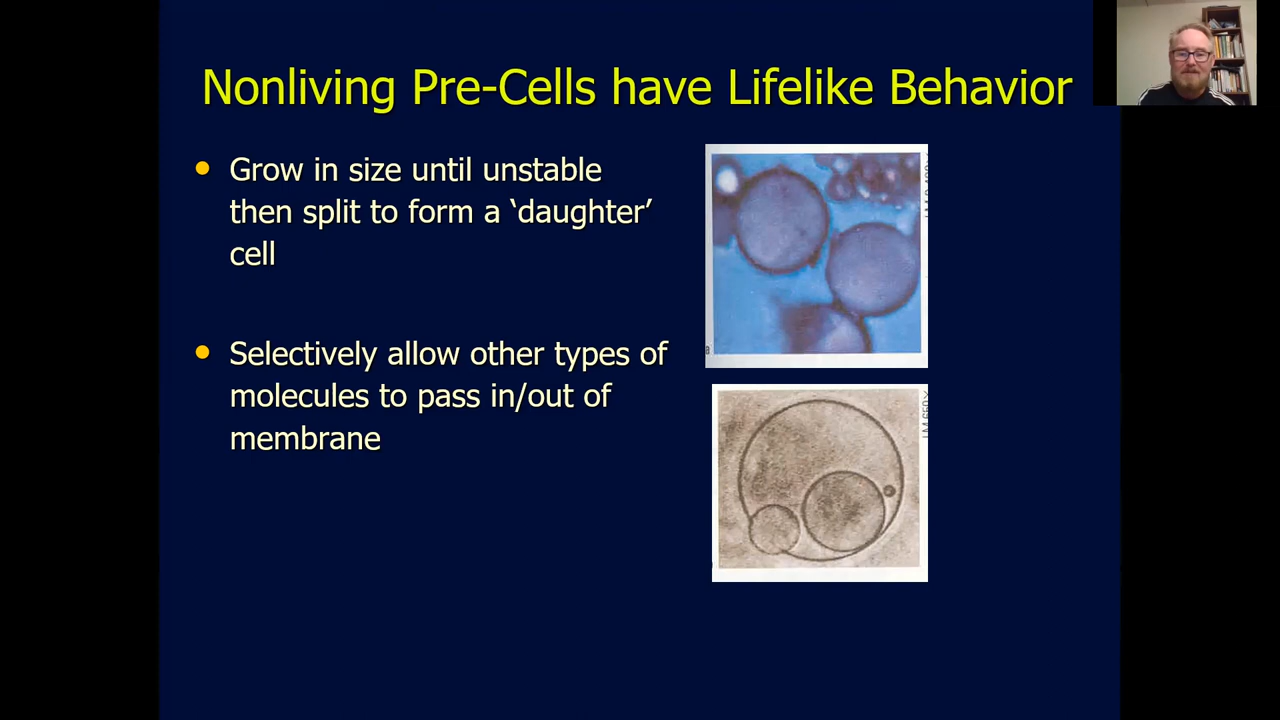 Nonliving Pre-Cells have Lifelike Behavior
Grow in size until unstable
then split to form a ‘daughter’
cell
Selectively allow other types of
molecules to pass in/out of
membrane